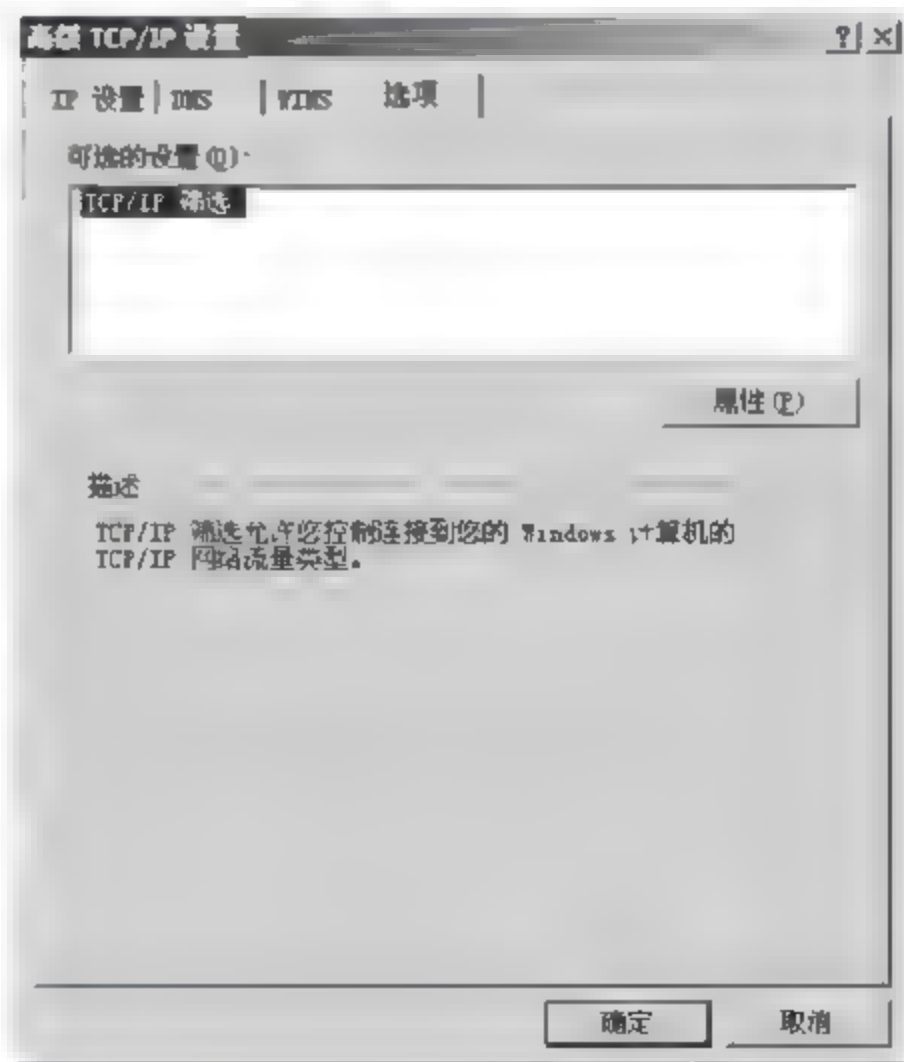 高级 TCP/IP 设置
IP 设置 DNS WINS 选项
可选的设置(O):
TCP/IP 筛选
属性(P)
描述
TCP/IP 筛选允许您控制连接到您的 Windows 计算机的
TCP/IP 网络流量类型。
确定 取消